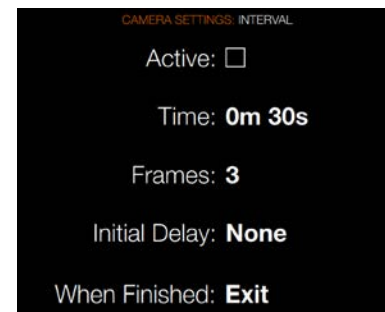 CAMERA SETTINGS: INTERVAL
Active:
Time: 0m 30s
Frames: 3
Initial Delay: None
When Finished: Exit